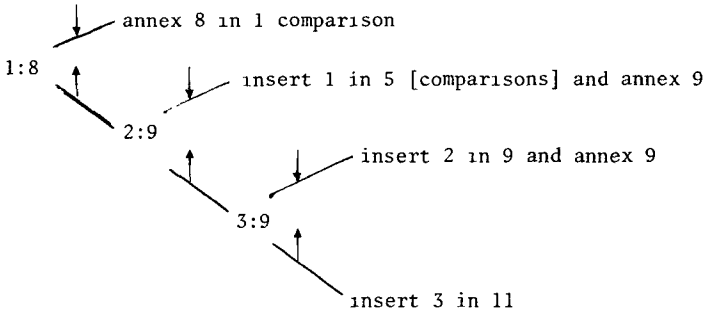 annex 8 in 1 comparison
1:8
insert 1 in 5 [comparisons] and annex 9
2:9
insert 2 in 9 and annex 9
3:9
insert 3 in 11